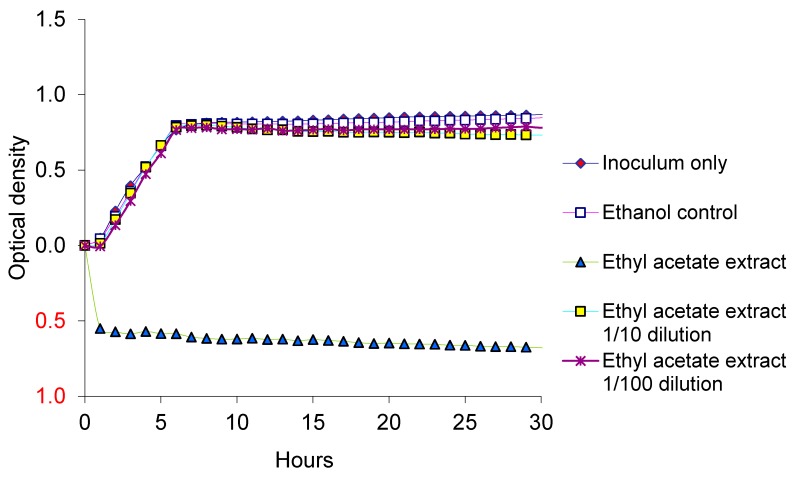 1.5
1.0
0.5
0.0
0.5
1.0
Optical density
0 5 10 15 20 25 30
Hours
Inoculum only
Ethanol control
Ethyl acetate extract
Ethyl acetate extract
1/10 dilution
Ethyl acetate extract
1/100 dilution